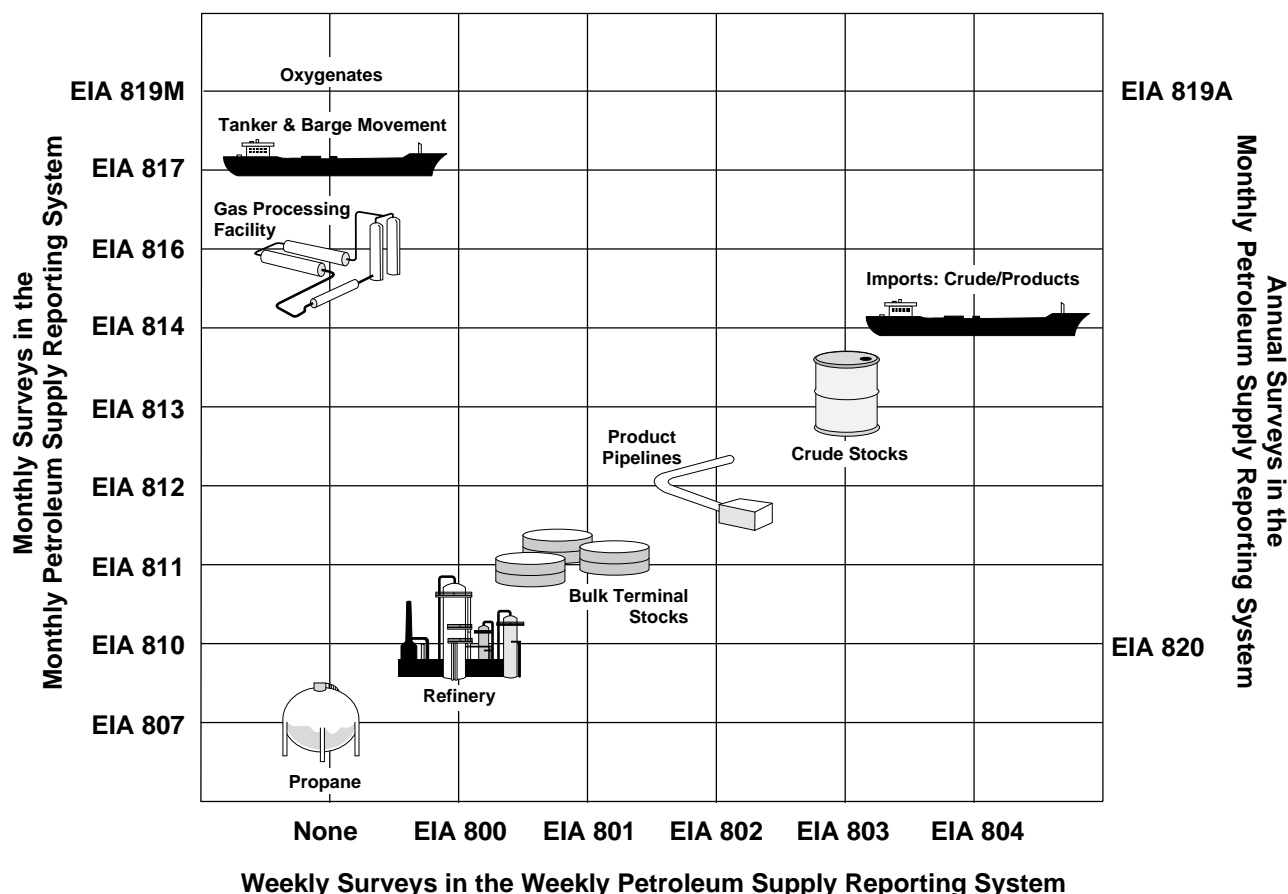 Oxygenates
EIA 819M
EIA 819A
Tanker & Barge Movement
EIA 817
Gas Processing
Facility
EIA 816
Imports: Crude/Products
EIA 814
EIA 813
Crude Stocks
Product
Pipelines
EIA 812
EIA 811
Bulk Terminal
Stocks
EIA 810
EIA 820
Refinery
EIA 807
Propane
Monthly Surveys in the
Monthly Petroleum Supply Reporting System
Annual Surveys in the
Monthly Petroleum Supply Reporting System
None
EIA 800
EIA 801
EIA 802
EIA 803
EIA 804
Weekly Surveys in the Weekly Petroleum Supply Reporting System